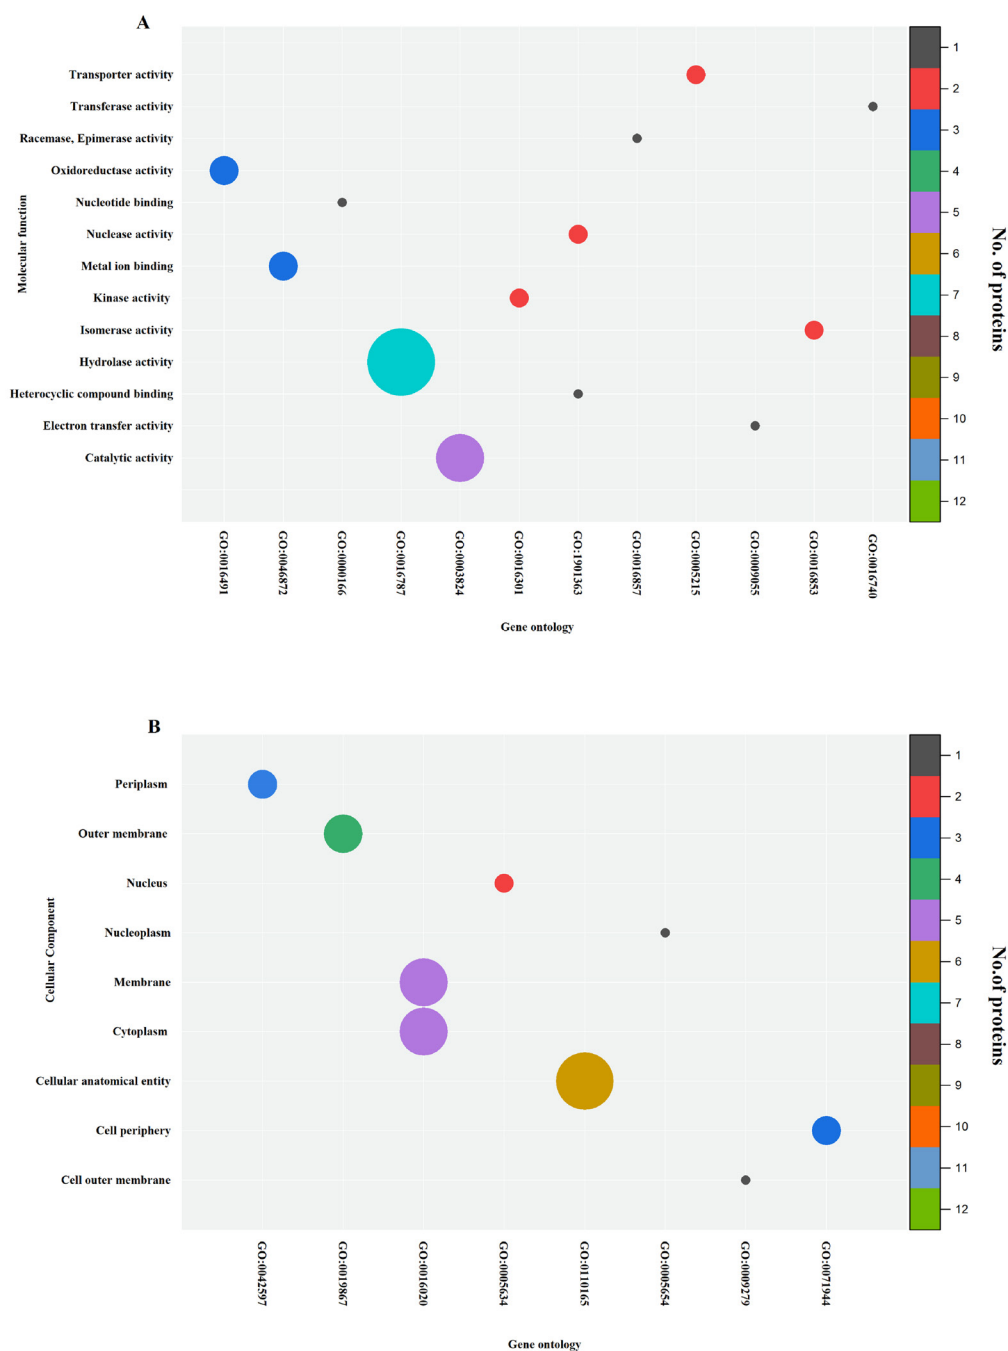 A
Transporter activity
Transferase activity
Racemase, Epimerase activity
Oxidoreductase activity
Nucleotide binding
Nuclease activity
Metal ion binding
Kinase activity
Isomerase activity
Hydrolase activity
Heterocyclic compound binding
Electron transfer activity
Catalytic activity
Molecular function
GO:0016491
GO:0046872
GO:0000166
GO:0016787
GO:0003824
GO:0016301
GO:1901363
GO:0016857
GO:0005215
GO:0009055
GO:0016853
GO:0016740
Gene ontology
1
2
3
4
5
6
7
8
9
10
11
12
No. of proteins
B
Periplasm
Outer membrane
Nucleus
Nucleoplasm
Membrane
Cytoplasm
Cellular anatomical entity
Cell periphery
Cell outer membrane
Cellular Component
GO:0042597
GO:0019867
GO:0016020
GO:0005634
GO:0110165
GO:0005654
GO:0009279
GO:0071944
Gene ontology
1
2
3
4
5
6
7
8
9
10
11
12
No.of proteins